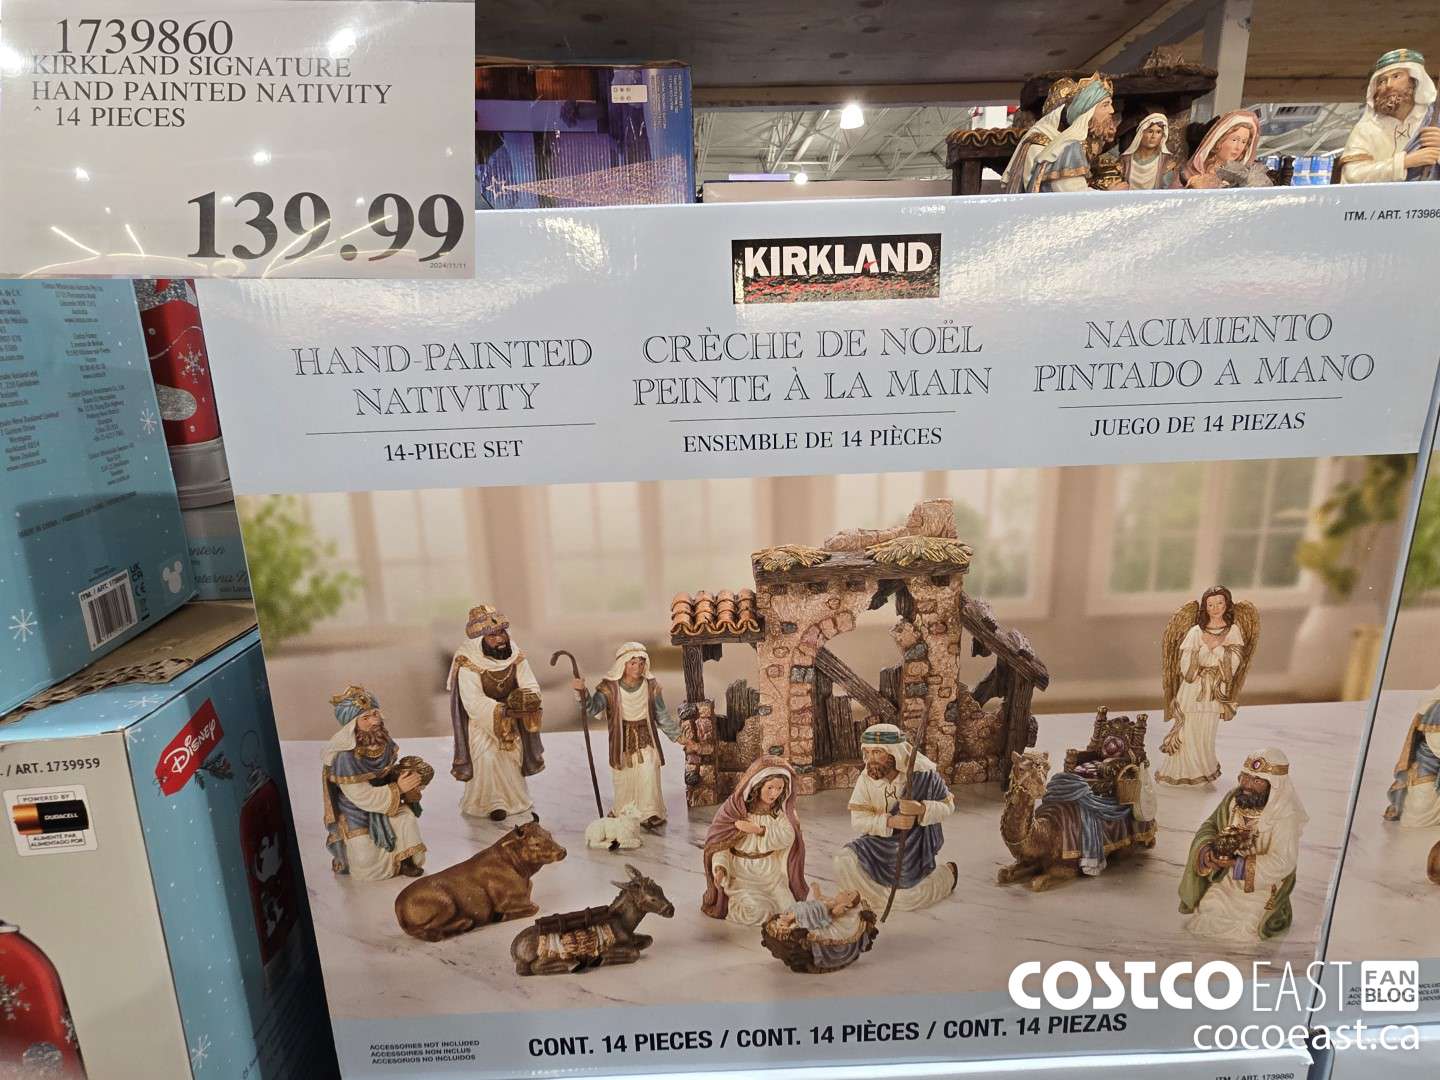 1739860
KIRKLAND SIGNATURE
HAND PAINTED NATIVITY
^ 14 PIECES
139.99
2024/11/11
ITM. / ART. 173986
KIRKLAND
HAND-PAINTED
NATIVITY
14-PIECE SET
CRÈCHE DE NOËL
PEINTE À LA MAIN
ENSEMBLE DE 14 PIÈCES
NACIMIENTO
PINTADO A MANO
JUEGO DE 14 PIEZAS
ITM. / ART. 1739959
DISNEY
POWERED BY
DURACELL
ALIMENTÉ PAR
ALIMENTADO POR
ACCESSORIES NOT INCLUDED
ACCESSOIRES NON INCLUS
ACCESORIOS NO INCLUIDOS
CONT. 14 PIECES / CONT. 14 PIÈCES / CONT. 14 PIEZAS
COSTCO EAST FAN BLOG
cocoeast.ca
ITM. / ART. 1739860